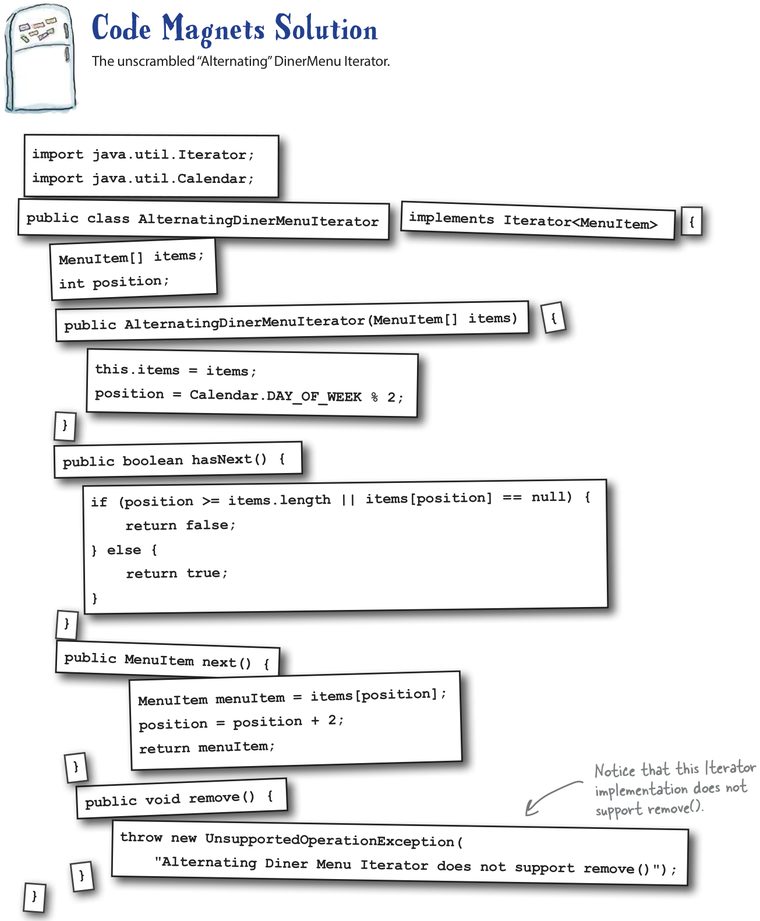 Code Magnets Solution
The unscrambled “Alternating” DinerMenu Iterator.
import java.util.Iterator;
import java.util.Calendar;
public class AlternatingDinerMenuIterator implements Iterator<MenuItem> {
MenuItem[] items;
int position;
public AlternatingDinerMenuIterator(MenuItem[] items) {
this.items = items;
position = Calendar.DAY_OF_WEEK % 2;
}
public boolean hasNext() {
if (position >= items.length || items[position] == null) {
return false;
} else {
return true;
}
}
public MenuItem next() {
MenuItem menuItem = items[position];
position = position + 2;
return menuItem;
}
Notice that this Iterator
implementation does not
support remove().
public void remove() {
throw new UnsupportedOperationException(
"Alternating Diner Menu Iterator does not support remove()");
}
}